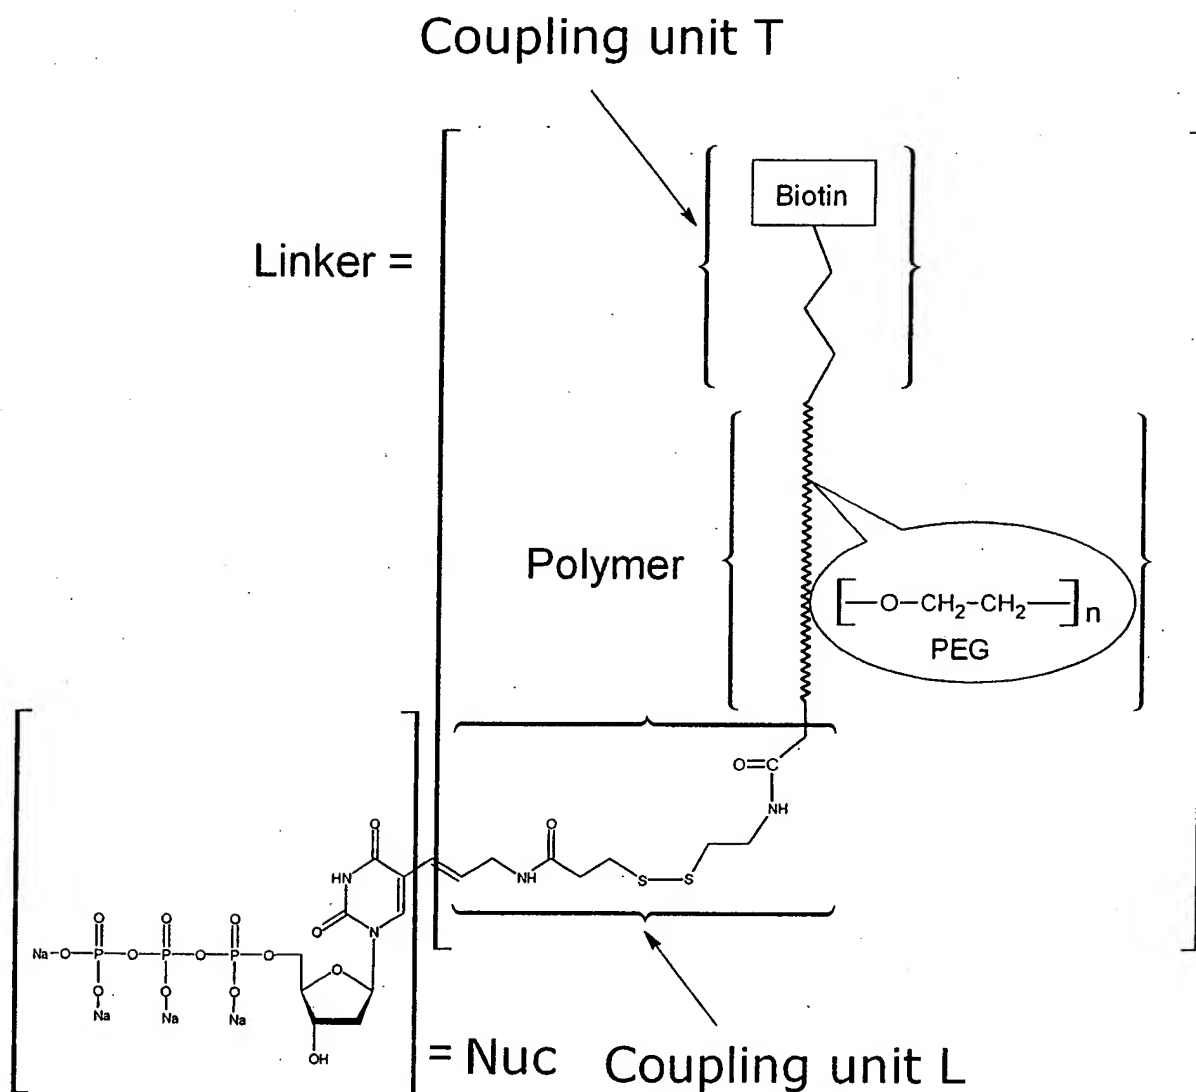 Coupling unit T
Biotin
Linker =
Polymer
[—O—CH2-CH2—]n
PEG
O=C
NH
O
O
HN
NH
S—S
O
N
O O O
Na—O—P—O—P—O—P—O
O
O O O
Na Na Na
OH
= Nuc
Coupling unit L